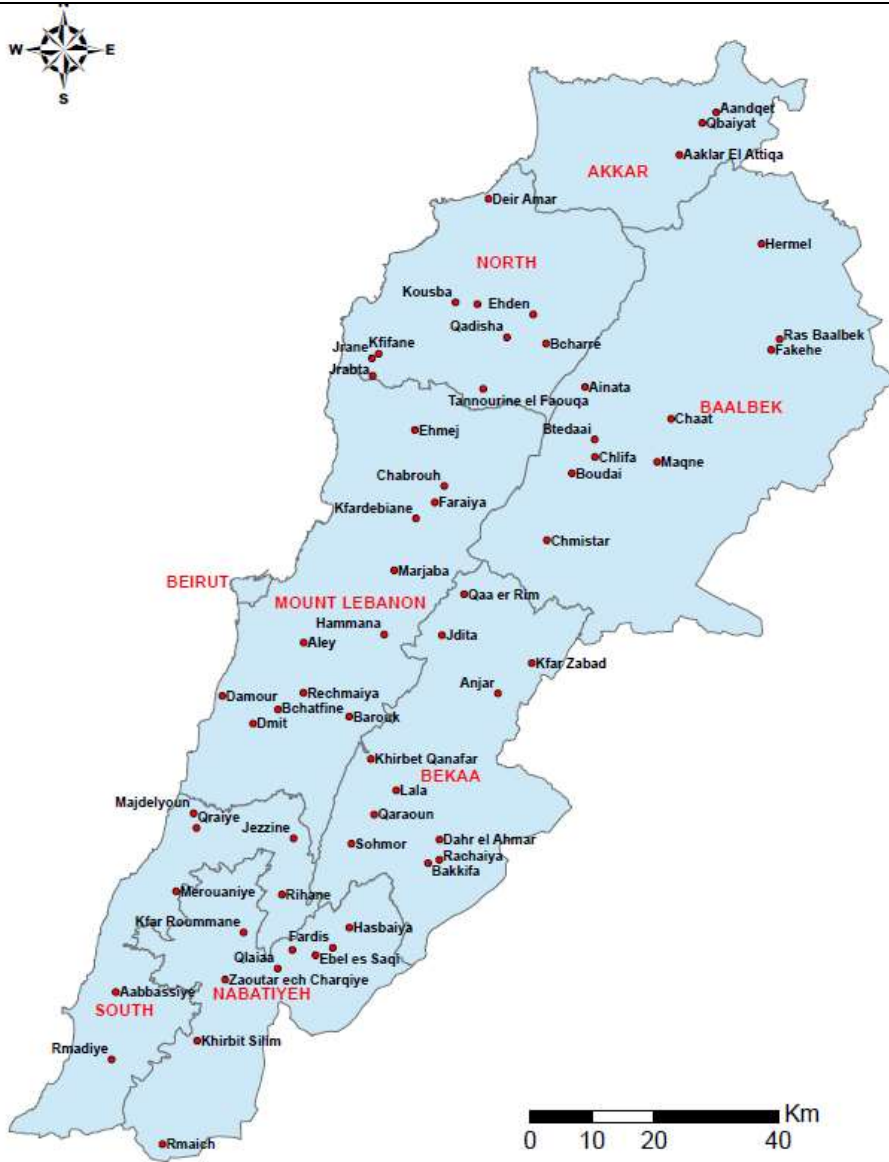 N
W E
S
Aandqet
Qbaiyat
Aaklar El Attiqa
AKKAR
Deir Amar
Hermel
NORTH
Kousba
Ehden
Qadisha
Ras Baalbek
Bcharre
Fakehe
Kfifane
Jrane
Jrabta
Ainata
Tannourine el Faouqa
BAALBEK
Chaat
Ehmej
Btedaai
Chlifa
Maqne
Boudai
Chabrouh
Faraiya
Kfardebiane
Chmistar
Marjaba
BEIRUT
Qaa er Rim
MOUNT LEBANON
Hammana
Jdita
Aley
Kfar Zabad
Anjar
Damour
Rechmaiya
Bchatfine
Barouk
Dmit
Khirbet Qanafar
BEKAA
Lala
Majdelyoun
Qraiye
Qaraoun
Jezzine
Dahr el Ahmar
Sohmor
Rachaiya
Bakkifa
Merouaniye
Rihane
Kfar Roummane
Hasbaiya
Fardis
Qlaiaa
Ebel es Saqi
Zaoutar ech Charqiye
Aabbassiye
NABATIYEH
SOUTH
Khirbit Silim
Rmadiye
Rmaich
Km
0 10 20 40